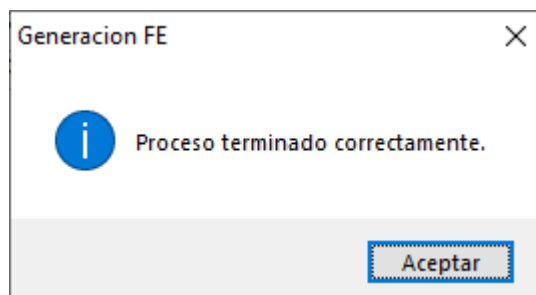 Generacion FE
Proceso terminado correctamente.
Aceptar